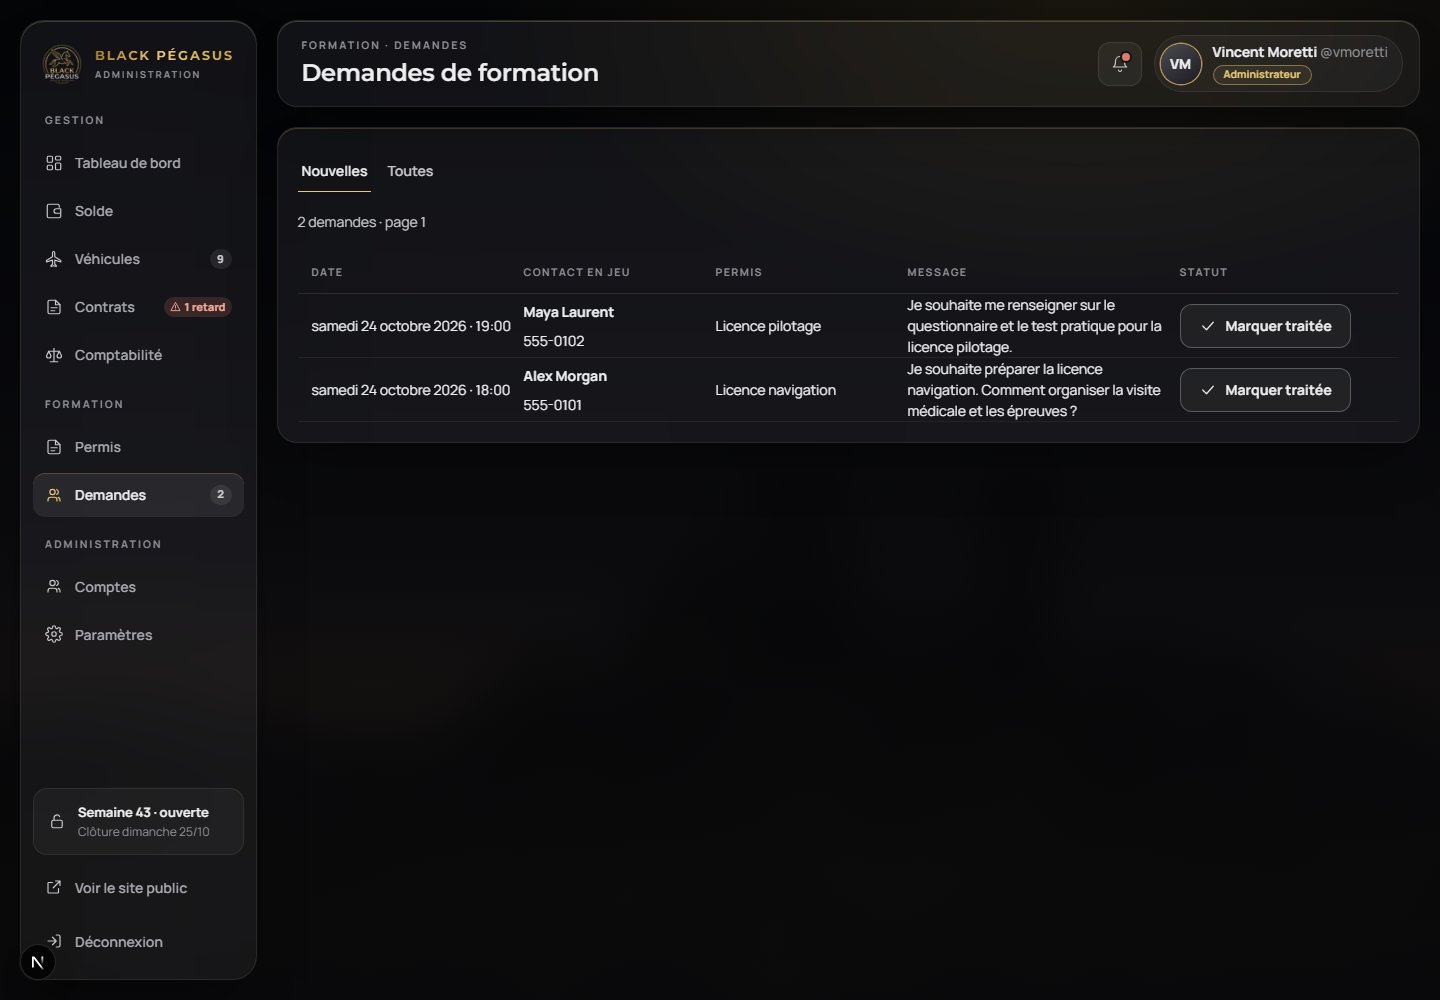 BLACK PÉGASUS
BLACK PÉGASUS
ADMINISTRATION
GESTION
Tableau de bord
Solde
Véhicules 9
Contrats 1 retard
Comptabilité
FORMATION
Permis
Demandes 2
ADMINISTRATION
Comptes
Paramètres
Semaine 43 · ouverte
Clôture dimanche 25/10
Voir le site public
Déconnexion
N
FORMATION · DEMANDES
Demandes de formation
VM
Vincent Moretti @vmoretti
Administrateur
Nouvelles Toutes
2 demandes · page 1
DATE CONTACT EN JEU PERMIS MESSAGE STATUT
samedi 24 octobre 2026 · 19:00
Maya Laurent
555-0102
Licence pilotage
Je souhaite me renseigner sur le
questionnaire et le test pratique pour la
licence pilotage.
Marquer traitée
samedi 24 octobre 2026 · 18:00
Alex Morgan
555-0101
Licence navigation
Je souhaite préparer la licence
navigation. Comment organiser la visite
médicale et les épreuves ?
Marquer traitée